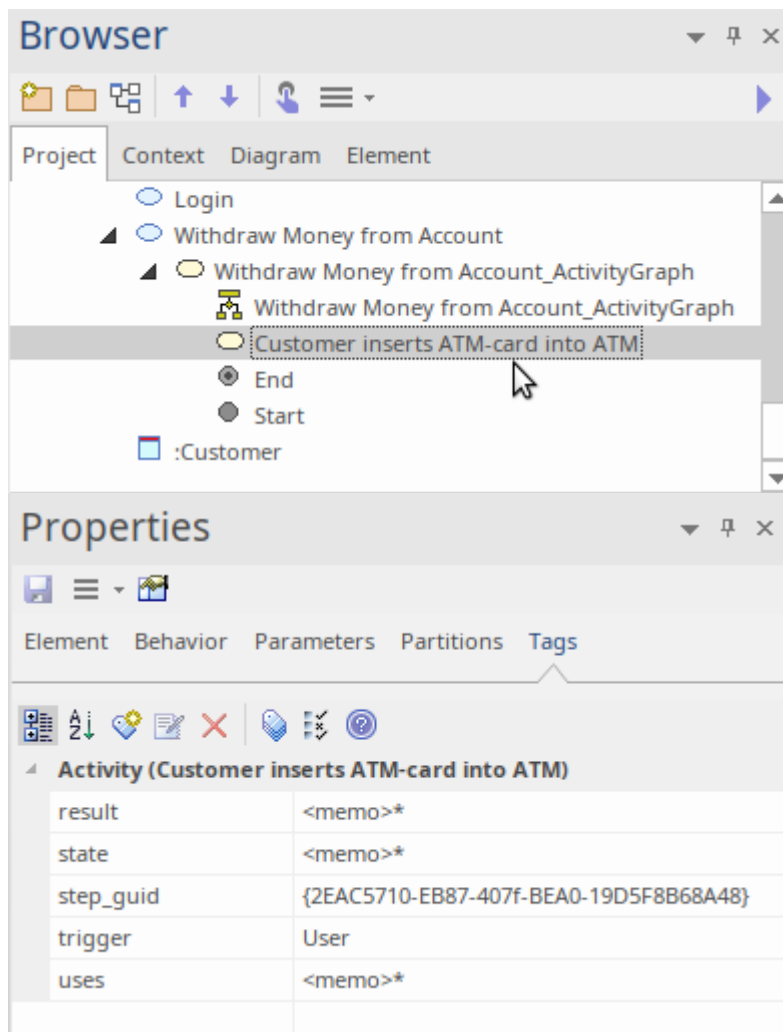 Browser
Project Context Diagram Element
Login
Withdraw Money from Account
Withdraw Money from Account_ActivityGraph
Withdraw Money from Account_ActivityGraph
Customer inserts ATM-card into ATM
End
Start
:Customer
Properties
Element Behavior Parameters Partitions Tags
Activity (Customer inserts ATM-card into ATM)
result <memo>*
state <memo>*
step_guid {2EAC5710-EB87-407f-BEA0-19D5F8B68A48}
trigger User
uses <memo>*